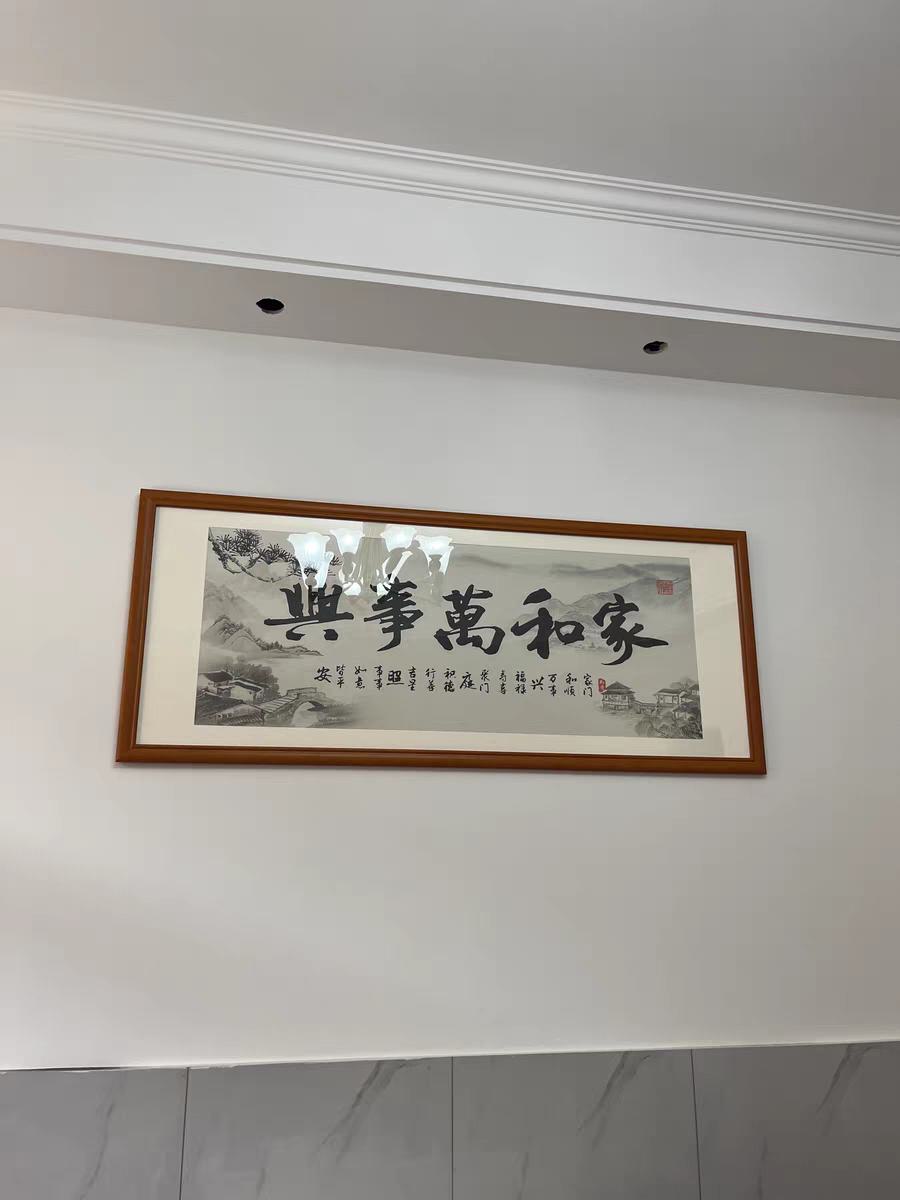 家和萬事興
家门和顺万事兴
福禄寿喜聚门庭
积德行善吉星照
事事如意皆平安